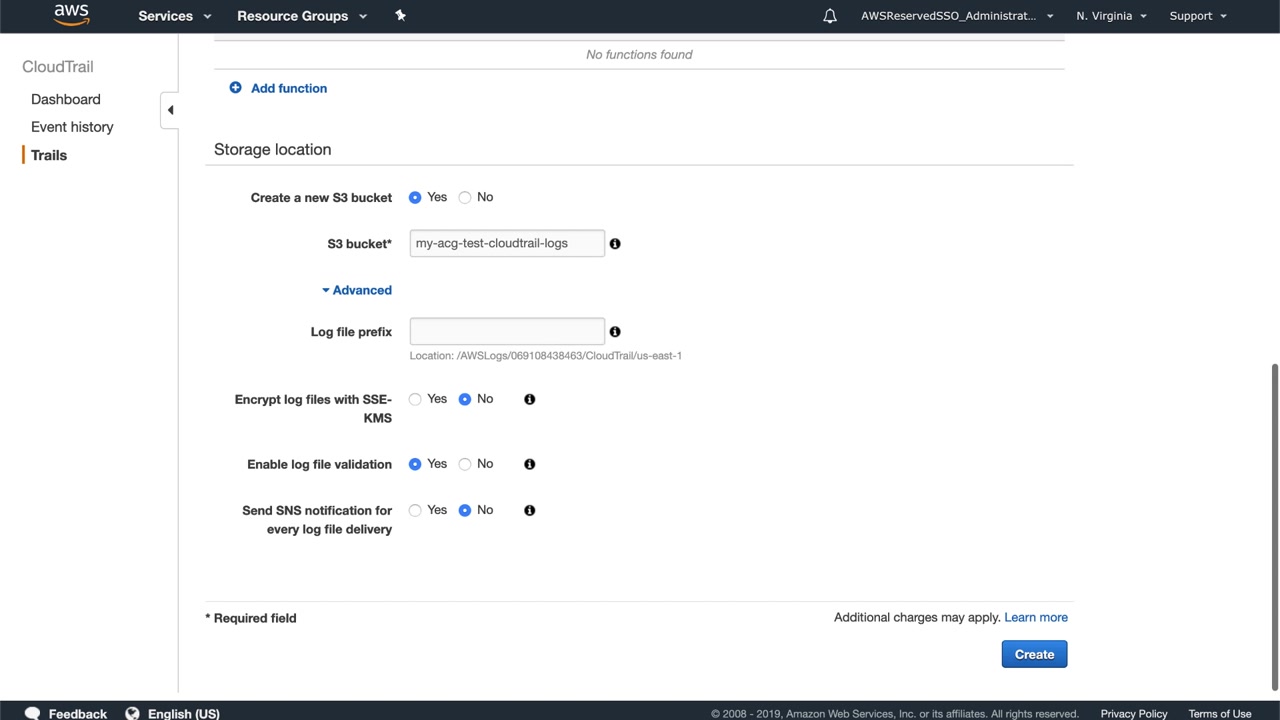 aws
Services
Resource Groups
AWSReservedSSO_Administrat...
N. Virginia
Support
CloudTrail
Dashboard
Event history
Trails
No functions found
Add function
Storage location
Create a new S3 bucket
Yes
No
S3 bucket*
my-acg-test-cloudtrail-logs
Advanced
Log file prefix
Location: /AWSLogs/069108438463/CloudTrail/us-east-1
Encrypt log files with SSE-
KMS
Yes
No
Enable log file validation
Yes
No
Send SNS notification for
every log file delivery
Yes
No
* Required field
Additional charges may apply. Learn more
Create
Feedback
English (US)
© 2008 - 2019, Amazon Web Services, Inc. or its affiliates. All rights reserved.
Privacy Policy
Terms of Use